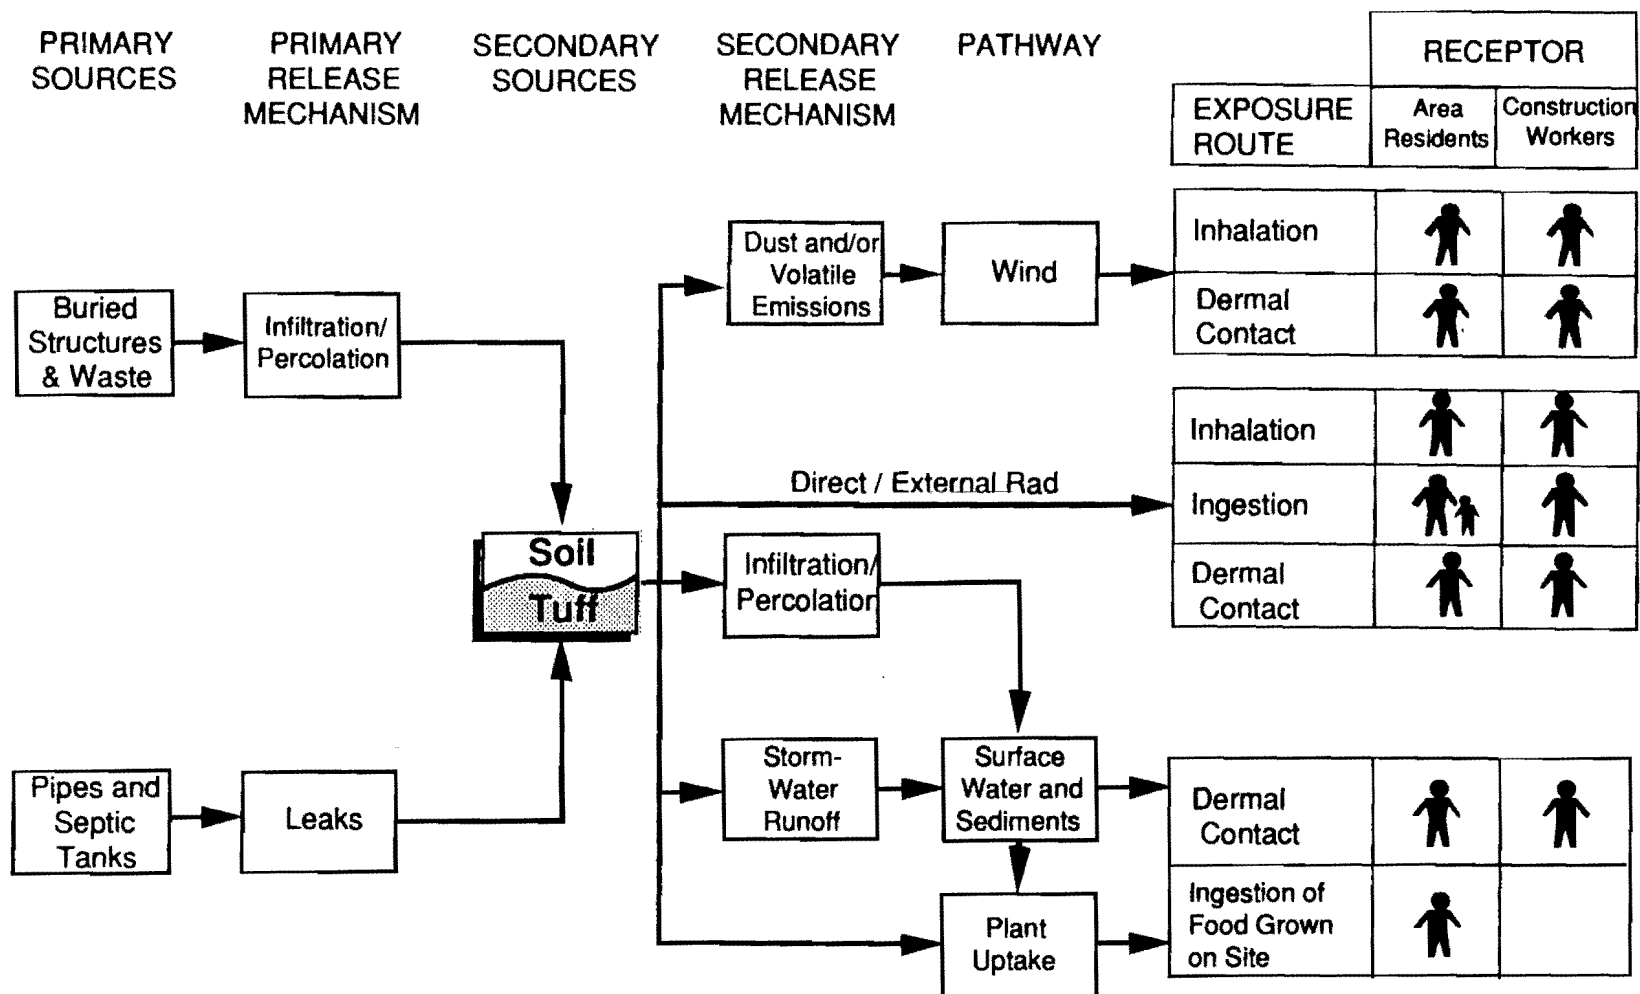 PRIMARY
SOURCES
PRIMARY
RELEASE
MECHANISM
SECONDARY
SOURCES
SECONDARY
RELEASE
MECHANISM
PATHWAY
RECEPTOR
EXPOSURE
ROUTE
Area
Residents
Construction
Workers
Buried
Structures
& Waste
Infiltration/
Percolation
Pipes and
Septic
Tanks
Leaks
Soil
Tuff
Dust and/or
Volatile
Emissions
Wind
Inhalation
Dermal
Contact
Direct / External Rad
Inhalation
Ingestion
Dermal
Contact
Infiltration/
Percolation
Storm-
Water
Runoff
Surface
Water and
Sediments
Dermal
Contact
Plant
Uptake
Ingestion of
Food Grown
on Site